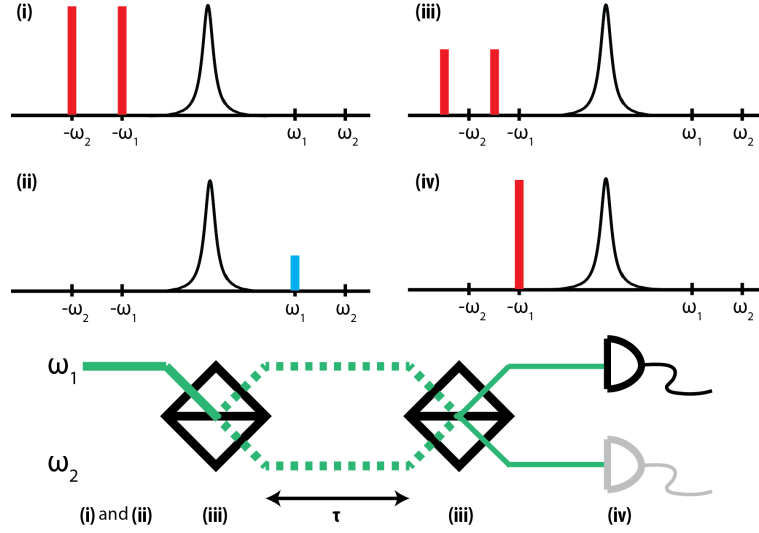 (i)
-ω2 -ω1 ω1 ω2
(iii)
-ω2 -ω1 ω1 ω2
(ii)
-ω2 -ω1 ω1 ω2
(iv)
-ω2 -ω1 ω1 ω2
ω1
ω2
(i) and (ii) (iii) τ (iii) (iv)